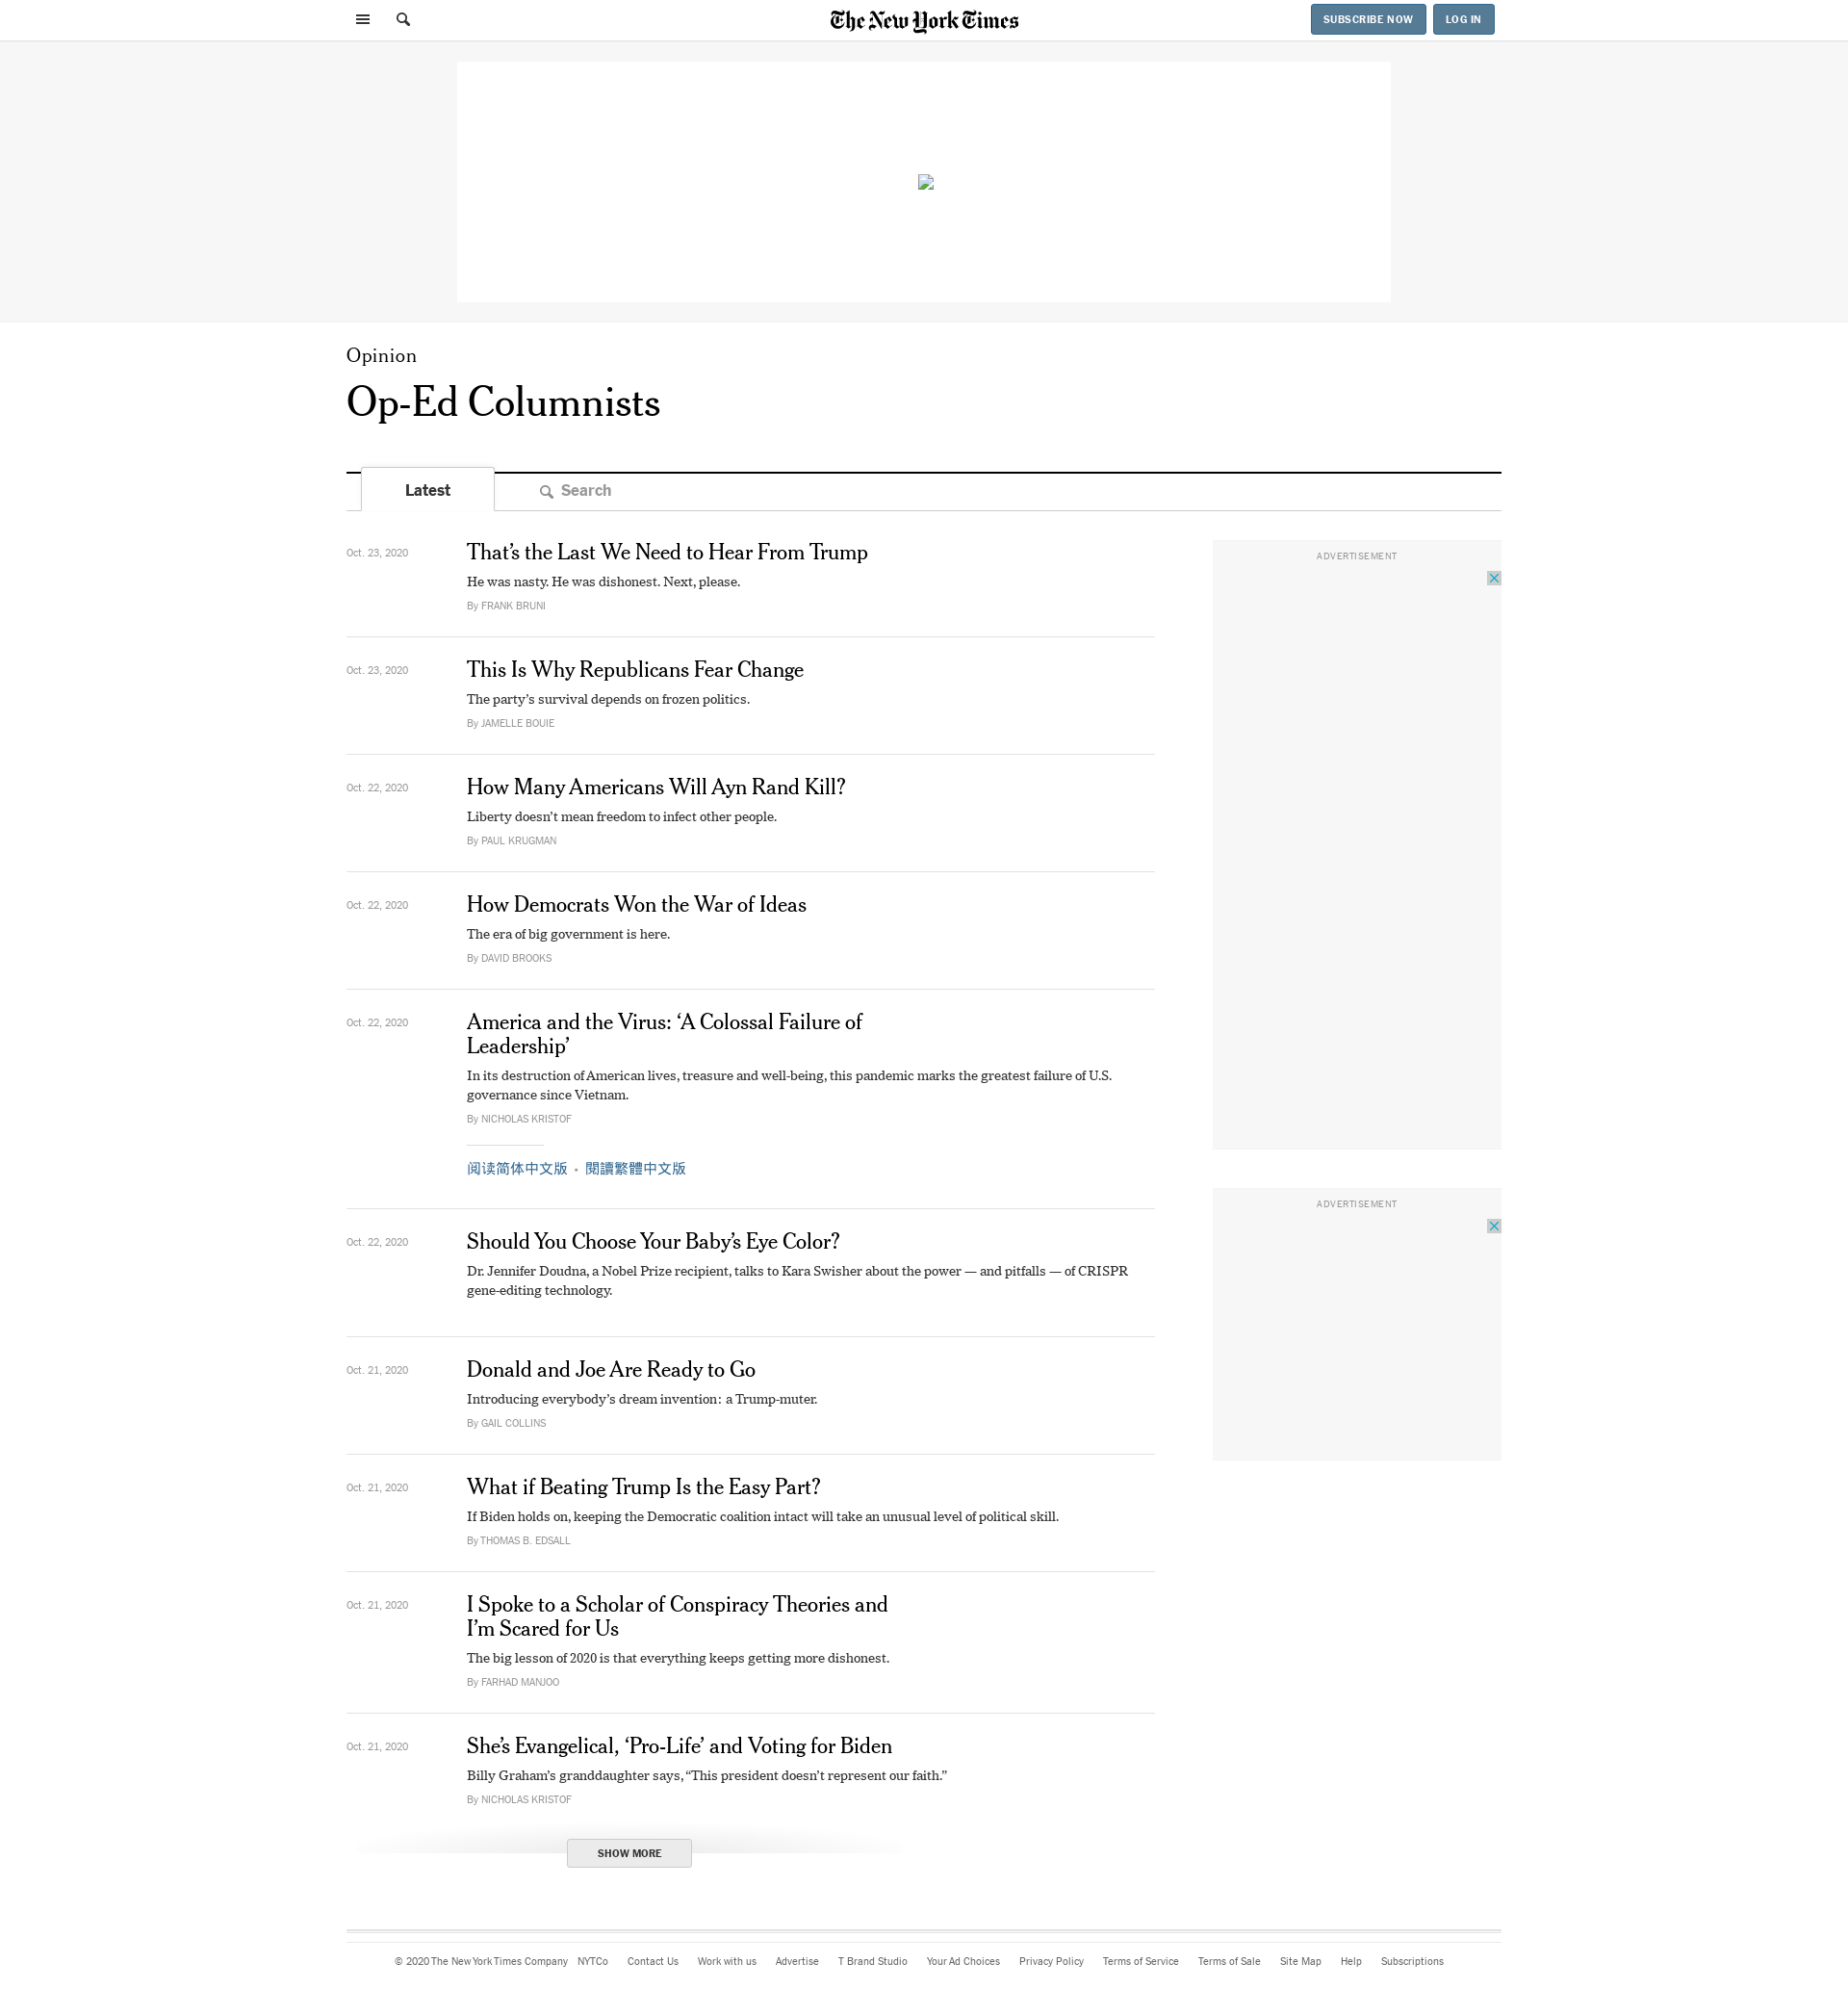 The New York Times
SUBSCRIBE NOW
LOG IN
Opinion
Op-Ed Columnists
Latest
Search
Oct. 23, 2020
That’s the Last We Need to Hear From Trump
He was nasty. He was dishonest. Next, please.
By FRANK BRUNI
Oct. 23, 2020
This Is Why Republicans Fear Change
The party’s survival depends on frozen politics.
By JAMELLE BOUIE
Oct. 22, 2020
How Many Americans Will Ayn Rand Kill?
Liberty doesn’t mean freedom to infect other people.
By PAUL KRUGMAN
Oct. 22, 2020
How Democrats Won the War of Ideas
The era of big government is here.
By DAVID BROOKS
Oct. 22, 2020
America and the Virus: ‘A Colossal Failure of
Leadership’
In its destruction of American lives, treasure and well-being, this pandemic marks the greatest failure of U.S.
governance since Vietnam.
By NICHOLAS KRISTOF
阅读简体中文版 • 閱讀繁體中文版
Oct. 22, 2020
Should You Choose Your Baby’s Eye Color?
Dr. Jennifer Doudna, a Nobel Prize recipient, talks to Kara Swisher about the power — and pitfalls — of CRISPR
gene-editing technology.
Oct. 21, 2020
Donald and Joe Are Ready to Go
Introducing everybody’s dream invention: a Trump-muter.
By GAIL COLLINS
Oct. 21, 2020
What if Beating Trump Is the Easy Part?
If Biden holds on, keeping the Democratic coalition intact will take an unusual level of political skill.
By THOMAS B. EDSALL
Oct. 21, 2020
I Spoke to a Scholar of Conspiracy Theories and
I’m Scared for Us
The big lesson of 2020 is that everything keeps getting more dishonest.
By FARHAD MANJOO
Oct. 21, 2020
She’s Evangelical, ‘Pro-Life’ and Voting for Biden
Billy Graham’s granddaughter says, “This president doesn’t represent our faith.”
By NICHOLAS KRISTOF
SHOW MORE
ADVERTISEMENT
ADVERTISEMENT
© 2020 The New York Times Company NYTCo Contact Us Work with us Advertise T Brand Studio Your Ad Choices Privacy Policy Terms of Service Terms of Sale Site Map Help Subscriptions